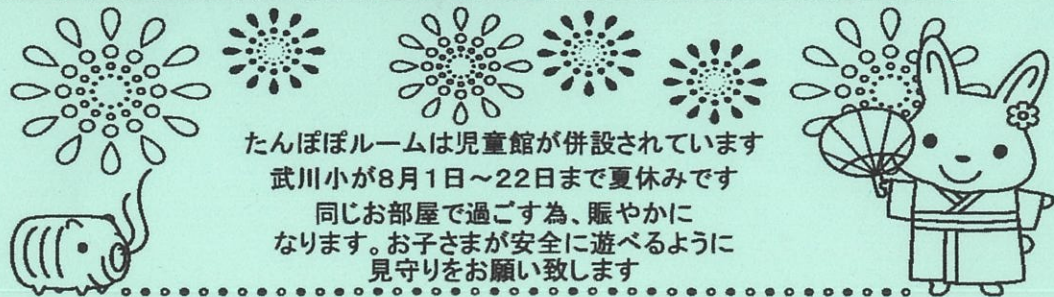 たんぽぽルームは児童館が併設されています
武川小が8月1日～22日まで夏休みです
同じお部屋で過ごす為、賑やかに
なります。お子さまが安全に遊べるように
見守りをお願い致します